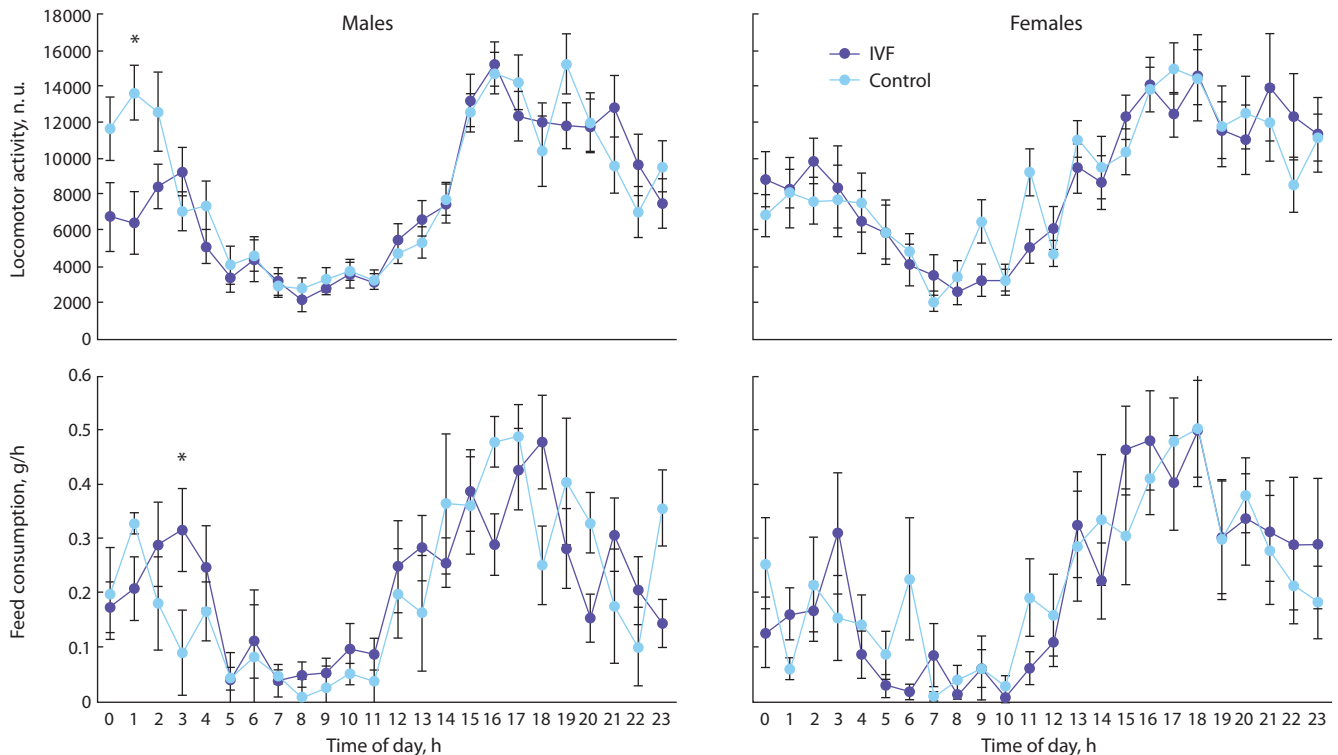 Males
Females
Locomotor activity, n. u.
18000
16000
14000
12000
10000
8000
6000
4000
2000
0
*
IVF
Control
Feed consumption, g/h
0.6
0.5
0.4
0.3
0.2
0.1
0
*
0 1 2 3 4 5 6 7 8 9 10 11 12 13 14 15 16 17 18 19 20 21 22 23
0 1 2 3 4 5 6 7 8 9 10 11 12 13 14 15 16 17 18 19 20 21 22 23
Time of day, h
Time of day, h